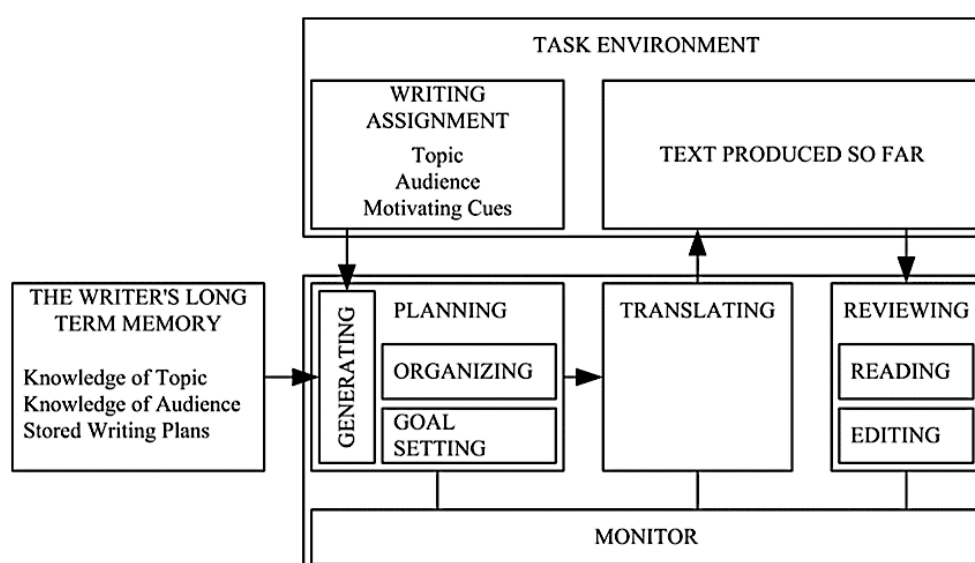 TASK ENVIRONMENT
WRITING
ASSIGNMENT
Topic
Audience
Motivating Cues
TEXT PRODUCED SO FAR
THE WRITER'S LONG
TERM MEMORY
Knowledge of Topic
Knowledge of Audience
Stored Writing Plans
GENERATING
PLANNING
ORGANIZING
GOAL
SETTING
TRANSLATING
REVIEWING
READING
EDITING
MONITOR